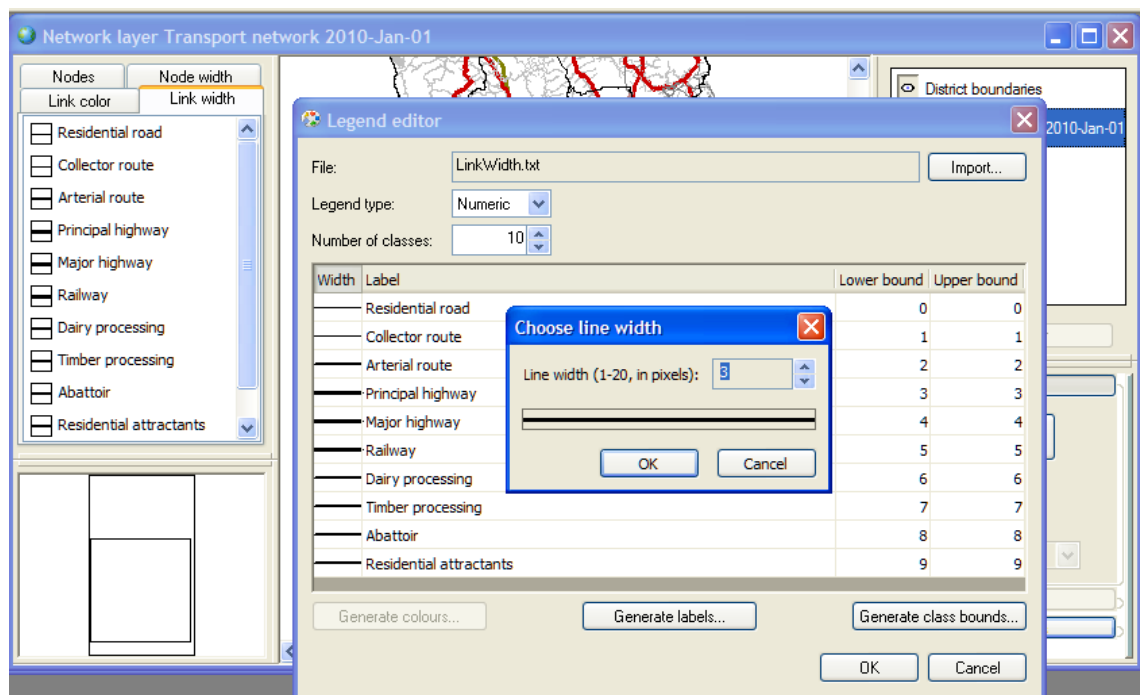 Network layer Transport network 2010-Jan-01
Nodes
Node width
Link color
Link width
Residential road
Collector route
Arterial route
Principal highway
Major highway
Railway
Dairy processing
Timber processing
Abattoir
Residential attractants
District boundaries
2010-Jan-01
Legend editor
File:
LinkWidth.txt
Import...
Legend type:
Numeric
Number of classes:
10
Width Label Lower bound Upper bound
Residential road 0 0
Collector route 1 1
Arterial route 2 2
Principal highway 3 3
Major highway 4 4
Railway 5 5
Dairy processing 6 6
Timber processing 7 7
Abattoir 8 8
Residential attractants 9 9
Choose line width
Line width (1-20, in pixels): 3
OK
Cancel
Generate colours...
Generate labels...
Generate class bounds...
OK
Cancel